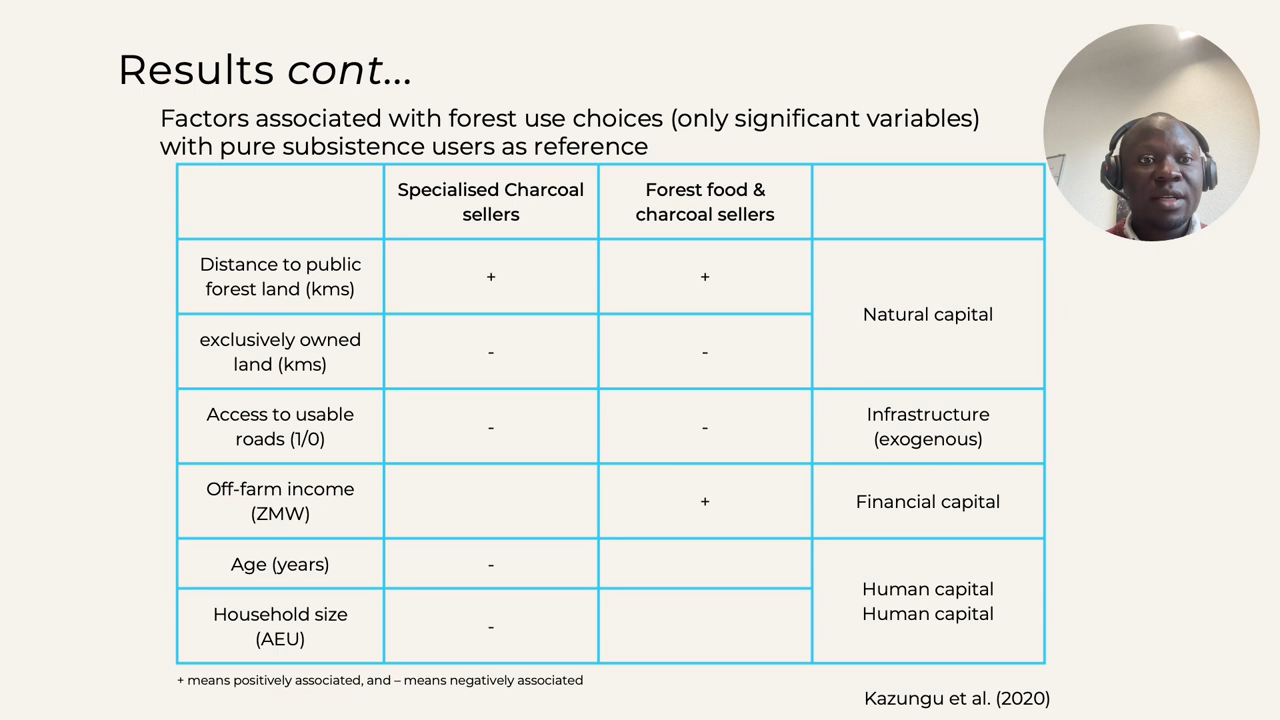 Results cont...
Factors associated with forest use choices (only significant variables)
with pure subsistence users as reference
Specialised Charcoal
sellers
Forest food &
charcoal sellers
Distance to public
forest land (kms)
+
+
Natural capital
exclusively owned
land (kms)
-
-
Access to usable
roads (1/0)
-
-
Infrastructure
(exogenous)
Off-farm income
(ZMW)
+
Financial capital
Age (years)
-
Human capital
Human capital
Household size
(AEU)
-
+ means positively associated, and – means negatively associated
Kazungu et al. (2020)